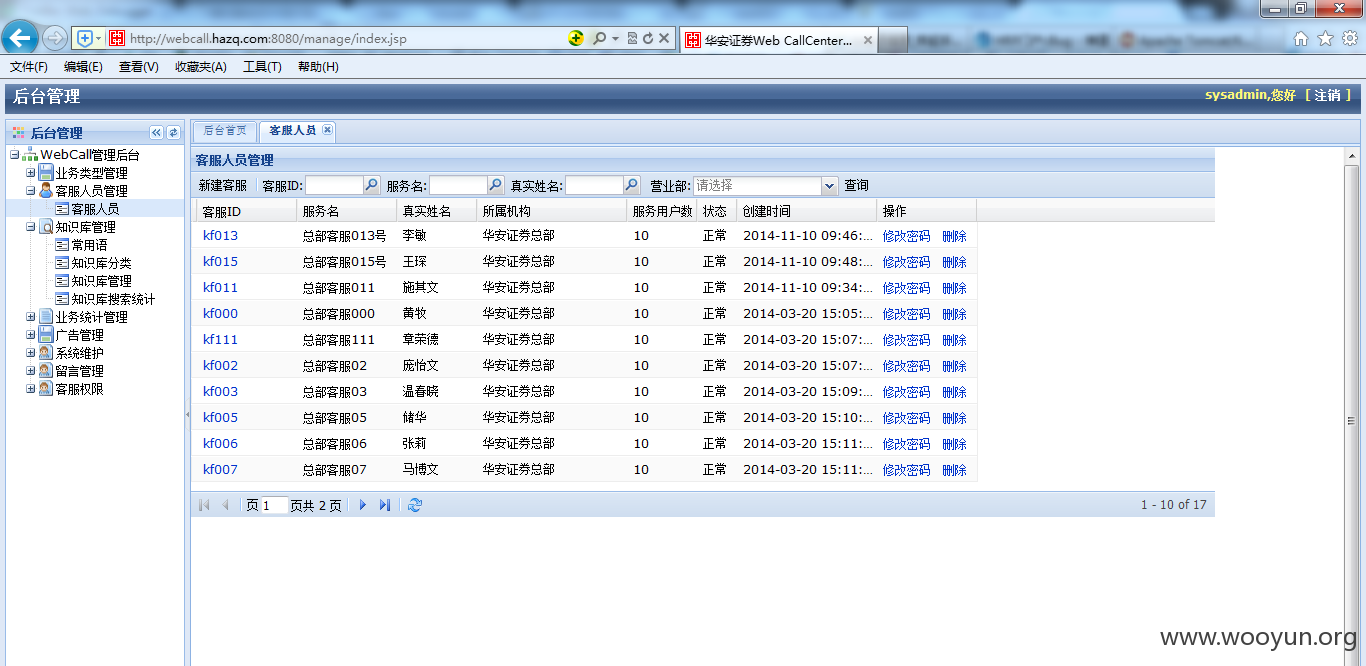 http://webcall.hazq.com:8080/manage/index.jsp
华安证券Web CallCenter...
文件(F) 编辑(E) 查看(V) 收藏夹(A) 工具(T) 帮助(H)
后台管理
sysadmin,您好 [ 注销 ]
后台管理
WebCall管理后台
业务类型管理
客服人员管理
客服人员
知识库管理
常用语
知识库分类
知识库管理
知识库搜索统计
业务统计管理
广告管理
系统维护
留言管理
客服权限
后台首页 客服人员
客服人员管理
新建客服 客服ID: 服务名: 真实姓名: 营业部: 请选择 查询
客服ID 服务名 真实姓名 所属机构 服务用户数 状态 创建时间 操作
kf013 总部客服013号 李敏 华安证券总部 10 正常 2014-11-10 09:46:... 修改密码 删除
kf015 总部客服015号 王琛 华安证券总部 10 正常 2014-11-10 09:48:... 修改密码 删除
kf011 总部客服011 施其文 华安证券总部 10 正常 2014-11-10 09:34:... 修改密码 删除
kf000 总部客服000 黄牧 华安证券总部 10 正常 2014-03-20 15:05:... 修改密码 删除
kf111 总部客服111 章荣德 华安证券总部 10 正常 2014-03-20 15:07:... 修改密码 删除
kf002 总部客服02 庞怡文 华安证券总部 10 正常 2014-03-20 15:07:... 修改密码 删除
kf003 总部客服03 温春晓 华安证券总部 10 正常 2014-03-20 15:09:... 修改密码 删除
kf005 总部客服05 储华 华安证券总部 10 正常 2014-03-20 15:10:... 修改密码 删除
kf006 总部客服06 张莉 华安证券总部 10 正常 2014-03-20 15:11:... 修改密码 删除
kf007 总部客服07 马博文 华安证券总部 10 正常 2014-03-20 15:11:... 修改密码 删除
页 1 页共 2 页 1 - 10 of 17
www.wooyun.org